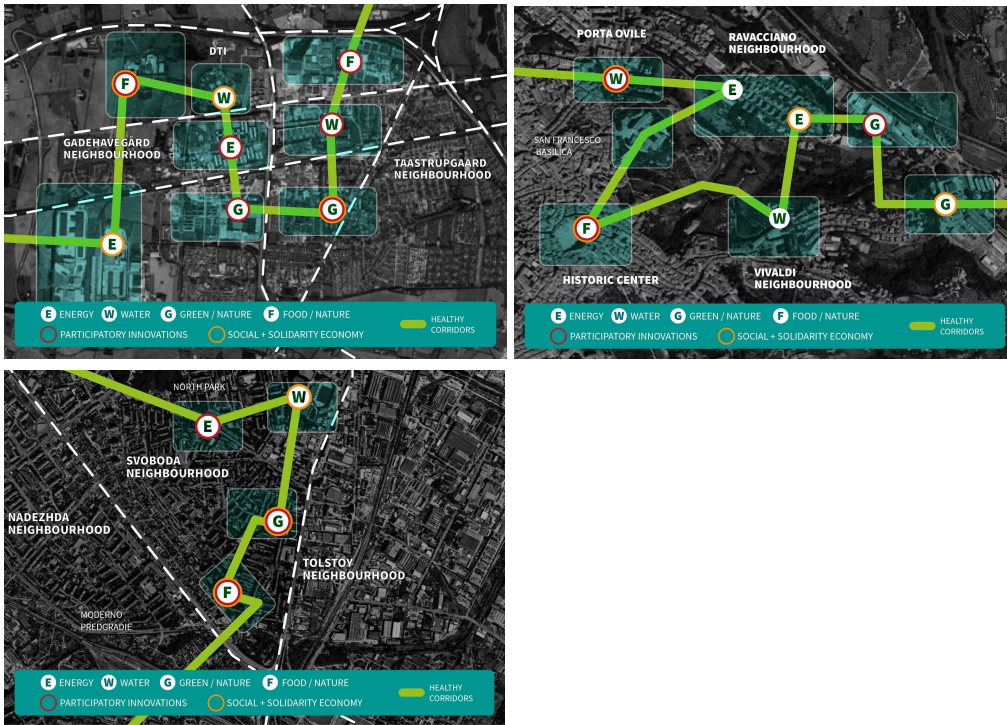 DTI
F
F
W
W
E
GADEHAVEGÅRD
NEIGHBOURHOOD
TAASTRUPGAARD
NEIGHBOURHOOD
G
G
E
E ENERGY W WATER G GREEN / NATURE F FOOD / NATURE
PARTICIPATORY INNOVATIONS SOCIAL + SOLIDARITY ECONOMY
HEALTHY
CORRIDORS
PORTA OVILE
RAVACCIANO
NEIGHBOURHOOD
W
E
E
G
SAN FRANCESCO
BASILICA
G
W
F
HISTORIC CENTER
VIVALDI
NEIGHBOURHOOD
E ENERGY W WATER G GREEN / NATURE F FOOD / NATURE
PARTICIPATORY INNOVATIONS SOCIAL + SOLIDARITY ECONOMY
HEALTHY
CORRIDORS
NORTH PARK
W
E
SVOBODA
NEIGHBOURHOOD
NADEZHDA
NEIGHBOURHOOD
G
TOLSTÖY
NEIGHBOURHOOD
F
MODERNO
PREDGRADIE
E ENERGY W WATER G GREEN / NATURE F FOOD / NATURE
PARTICIPATORY INNOVATIONS SOCIAL + SOLIDARITY ECONOMY
HEALTHY
CORRIDORS